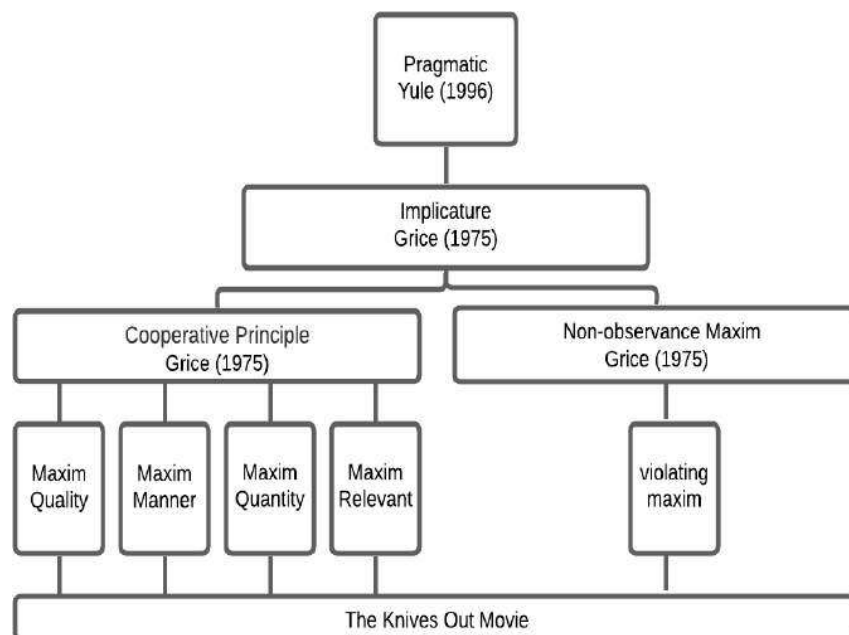 Pragmatic
Yule (1996)
Implicature
Grice (1975)
Cooperative Principle
Grice (1975)
Non-observance Maxim
Grice (1975)
Maxim
Quality
Maxim
Manner
Maxim
Quantity
Maxim
Relevant
violating
maxim
The Knives Out Movie